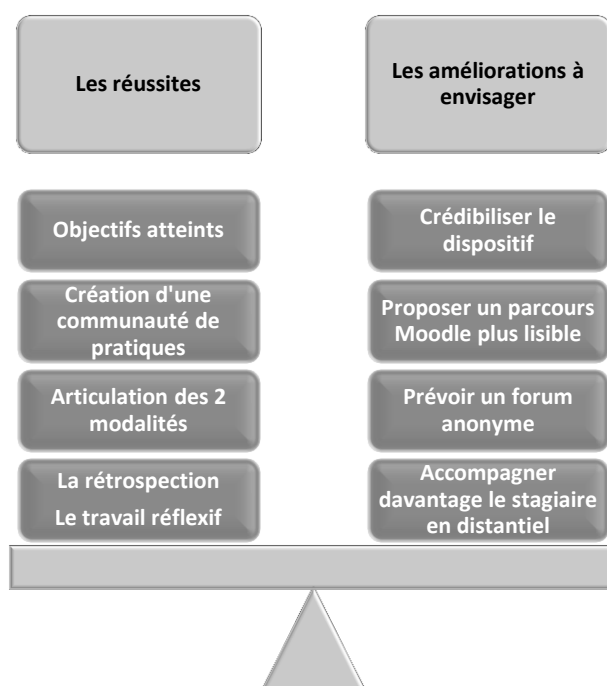 Les réussites
Objectifs atteints
Création d'une
communauté de
pratiques
Articulation des 2
modalités
La rétrospection
Le travail réflexif
Les améliorations à
envisager
Crédibiliser le
dispositif
Proposer un parcours
Moodle plus lisible
Prévoir un forum
anonyme
Accompagner
davantage le stagiaire
en distantiel